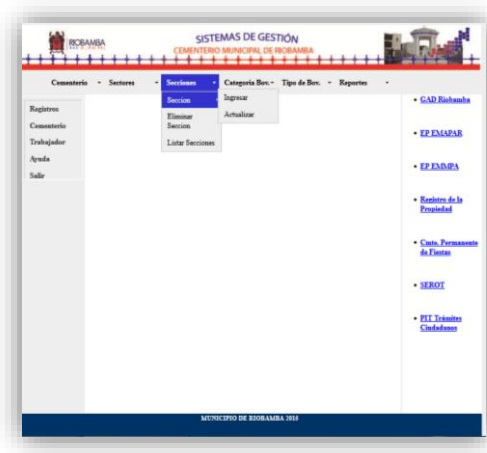 RIOBAMBA
SISTEMAS DE GESTIÓN
CEMENTERIO MUNICIPAL DE RIOBAMBA
Cementerio Sectores Secciones Categoria Bov. Tipo de Bov. Reportes
Seccion
Eliminar
Seccion
Listar Secciones
Ingresar
Actualizar
Registros
Cementerio
Trabajador
Ayuda
Salir
GAD Riobamba
EP EMAPAR
EP EMMPA
Registro de la
Propiedad
Cmte. Permanente
de Fiestas
SEROT
PIT Trámites
Ciudadanos
MUNICIPIO DE RIOBAMBA 2016